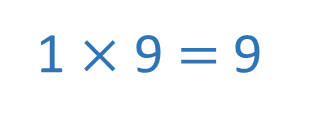 1 × 9 = 9